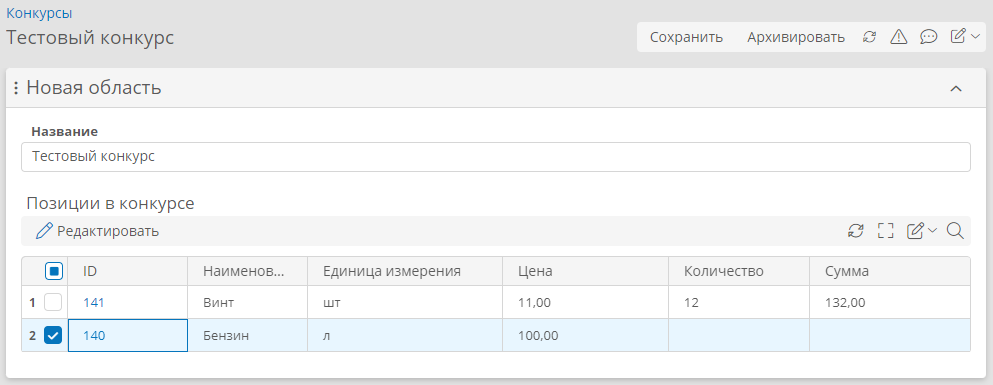 Конкурсы
Тестовый конкурс
Сохранить Архивировать
Новая область
Название
Тестовый конкурс
Позиции в конкурсе
Редактировать
ID Наименов... Единица измерения Цена Количество Сумма
1 141 Винт шт 11,00 12 132,00
2 140 Бензин л 100,00